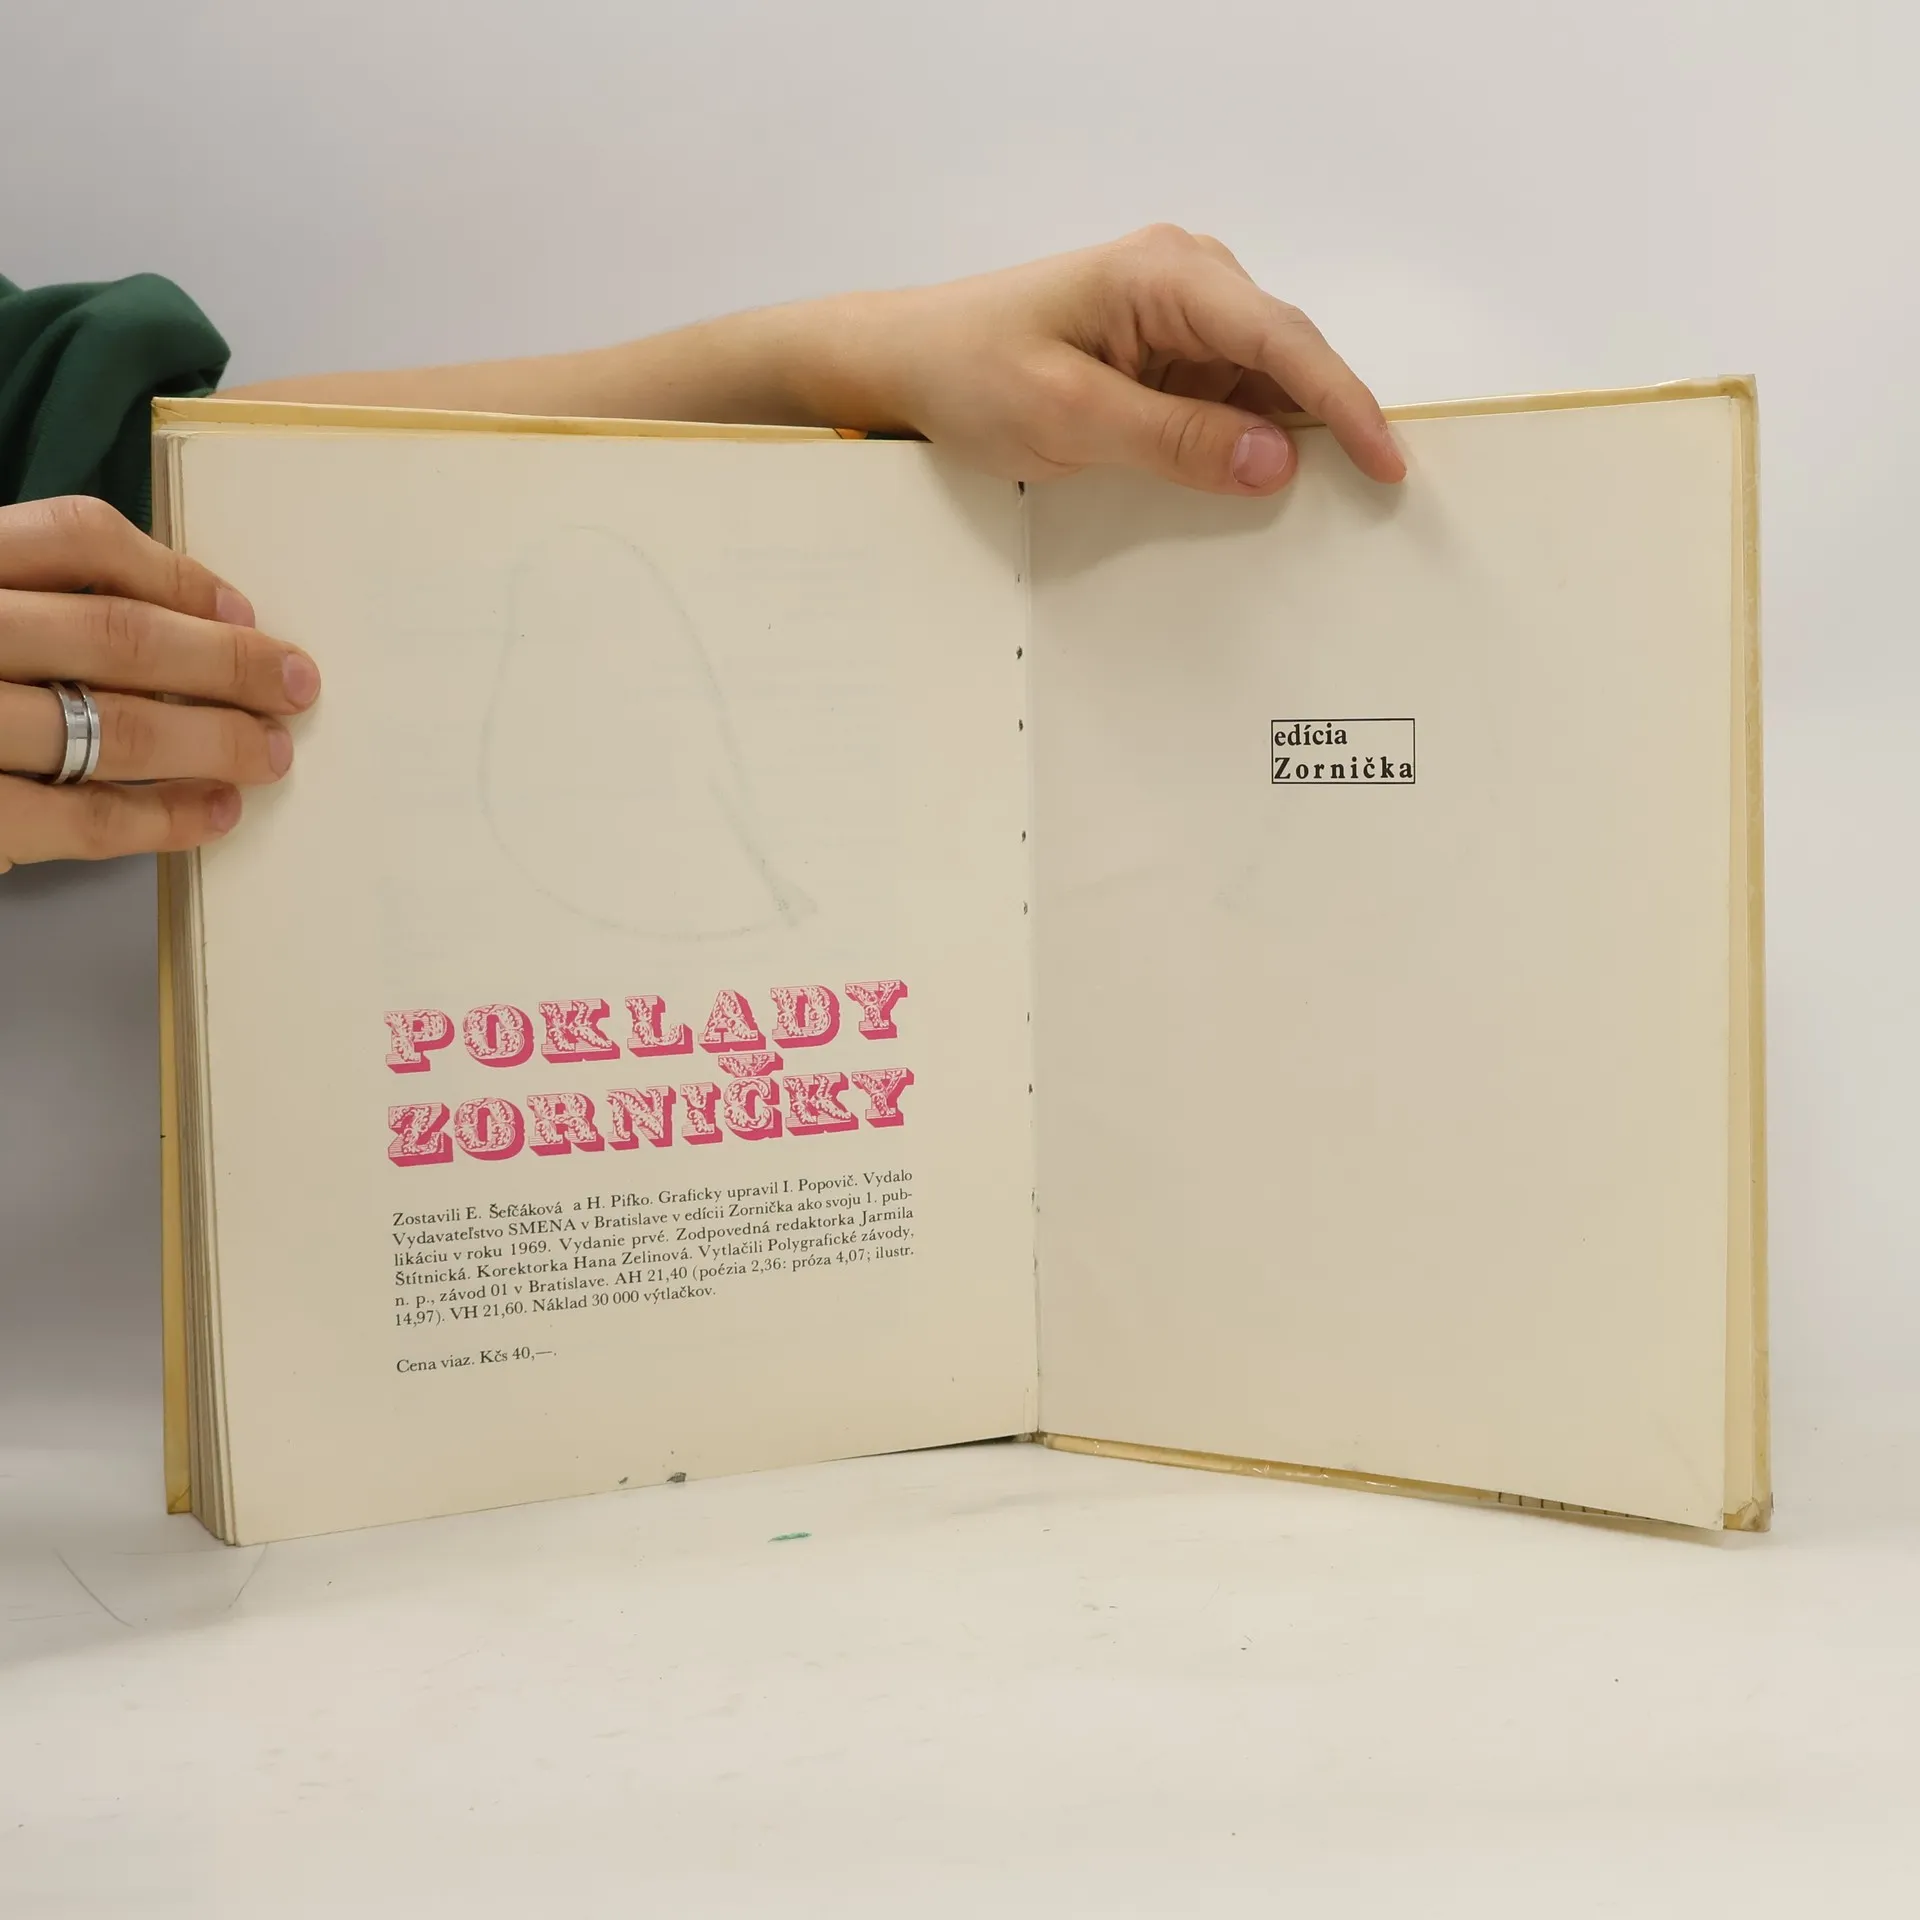 POKLADY
ZORNIČKY
Zostavili E. Šefčáková a H. Pifko. Graficky upravil I. Popovič. Vydalo
Vydavateľstvo SMENA v Bratislave v edícii Zornička ako svoju 1. pub-
likáciu v roku 1969. Vydanie prvé. Zodpovedná redaktorka Jarmila
Štítnická. Korektorka Hana Zelinová. Vytlačili Polygrafické závody,
n. p., závod 01 v Bratislave. AH 21,40 (poézia 2,36: próza 4,07; ilustr.
14,97). VH 21,60. Náklad 30 000 výtlačkov.
Cena viaz. Kčs 40,—.
edícia
Zornička